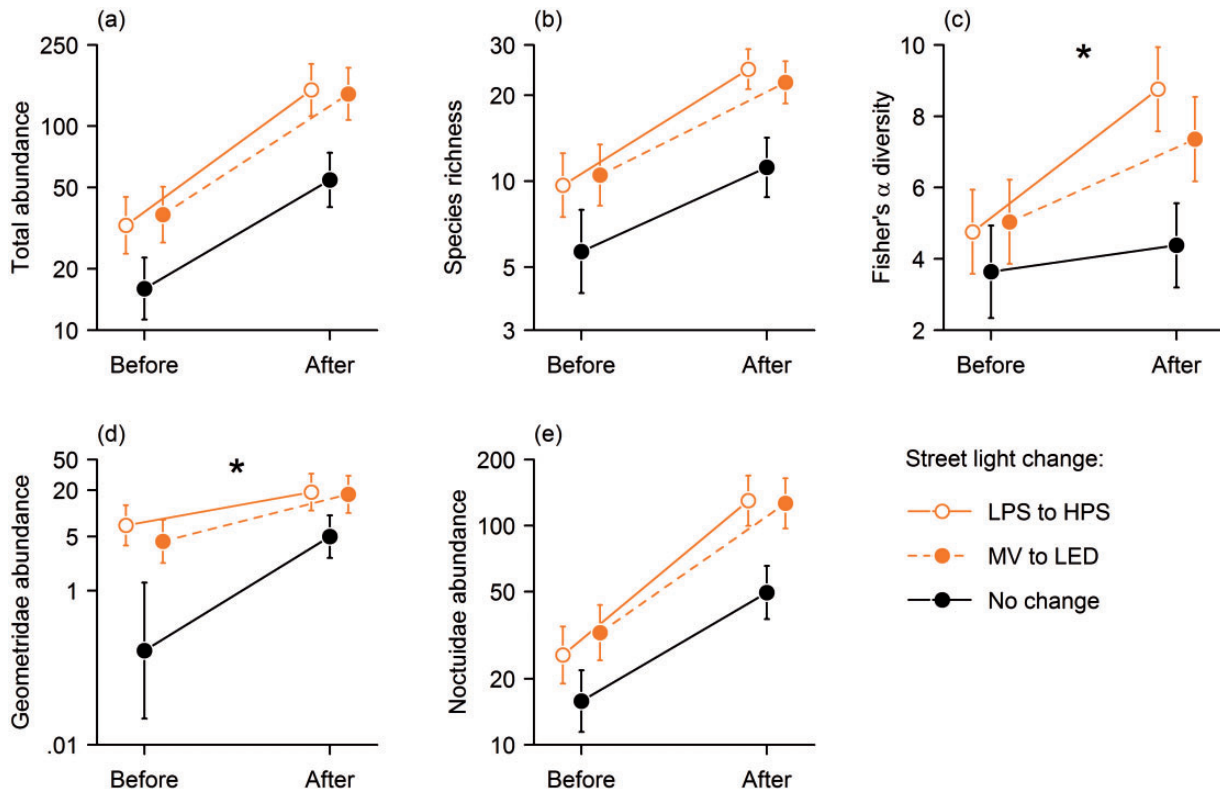 (a)
Total abundance
250
100
50
20
10
Before
After
(b)
Species richness
30
20
10
5
3
Before
After
(c)
*
Fisher's α diversity
10
8
6
4
2
Before
After
(d)
*
Geometridae abundance
50
20
5
1
.01
Before
After
(e)
Noctuidae abundance
200
100
50
20
10
Before
After
Street light change:
LPS to HPS
MV to LED
No change